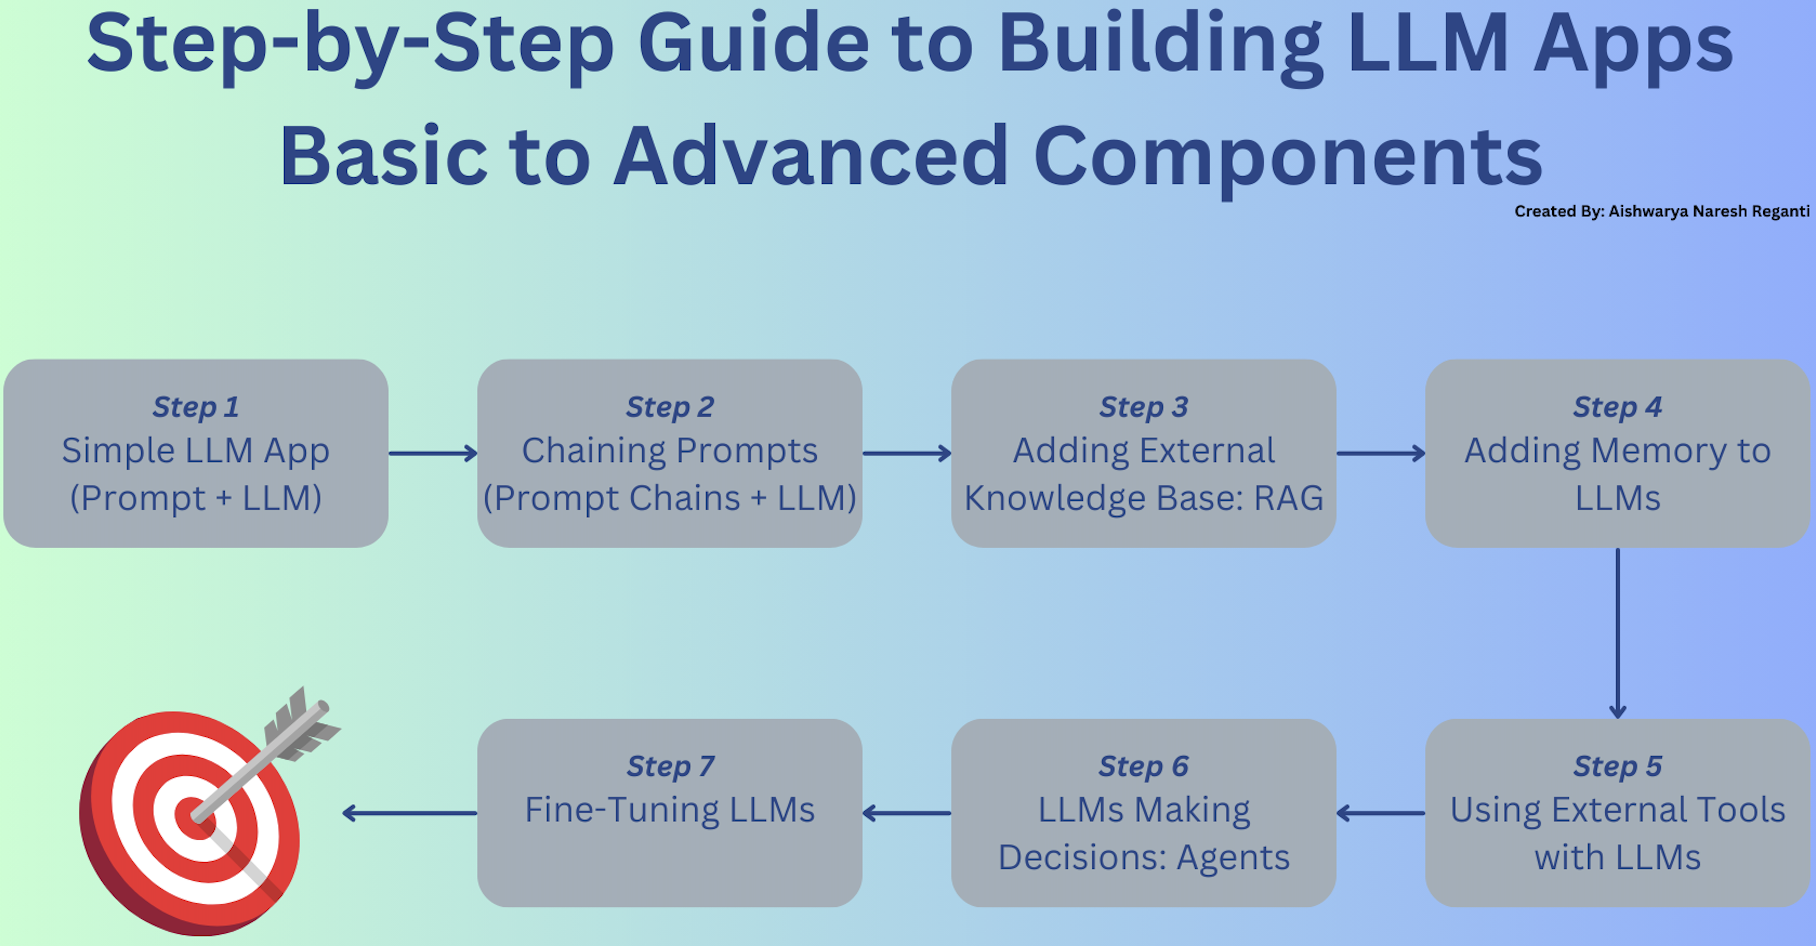 Step-by-Step Guide to Building LLM Apps
Basic to Advanced Components
Created By: Aishwarya Naresh Reganti
Step 1
Simple LLM App
(Prompt + LLM)
Step 2
Chaining Prompts
(Prompt Chains + LLM)
Step 3
Adding External
Knowledge Base: RAG
Step 4
Adding Memory to
LLMs
Step 5
Using External Tools
with LLMs
Step 6
LLMs Making
Decisions: Agents
Step 7
Fine-Tuning LLMs